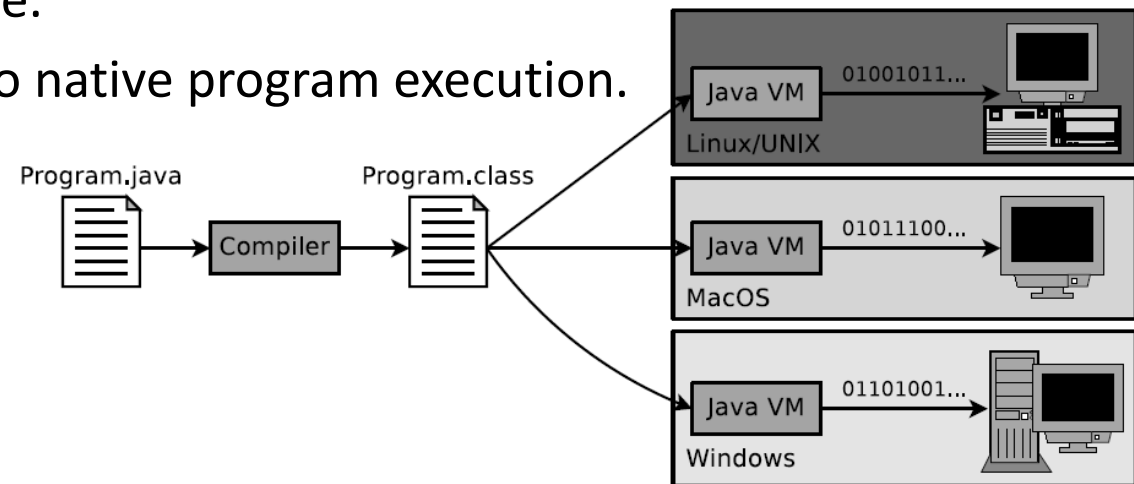 e.
o native program execution.
Program.java
Compiler
Program.class
Java VM
01001011...
Linux/UNIX
Java VM
01011100...
MacOS
Java VM
01101001...
Windows